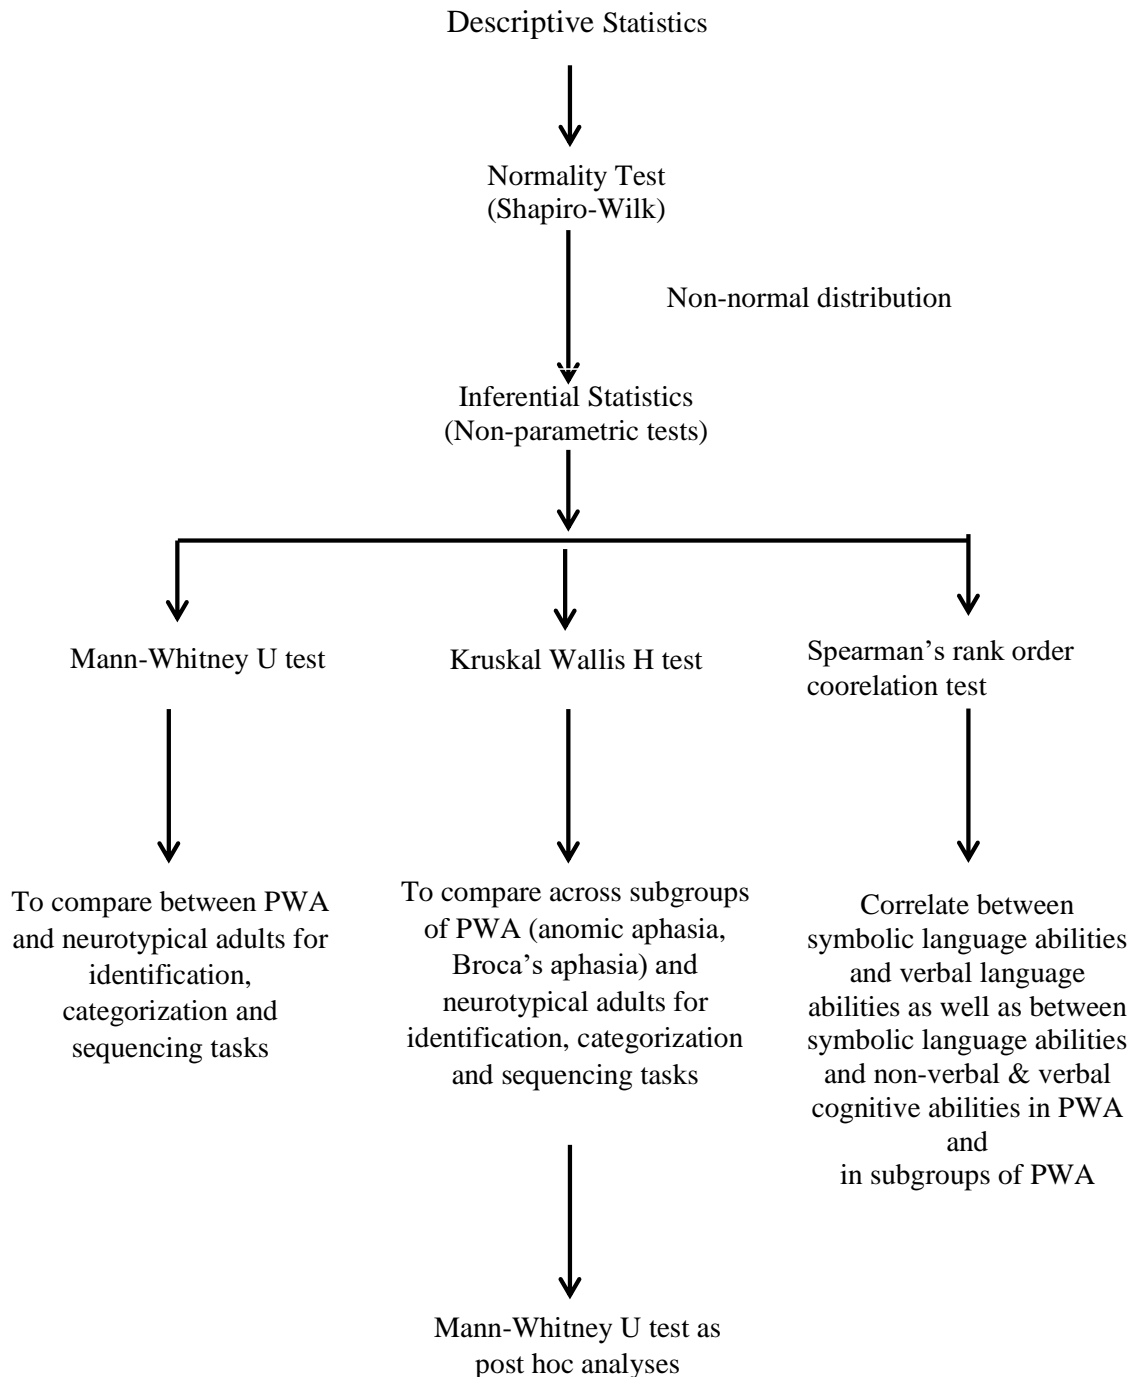 Descriptive Statistics
Normality Test
(Shapiro-Wilk)
Non-normal distribution
Inferential Statistics
(Non-parametric tests)
Mann-Whitney U test
Kruskal Wallis H test
Spearman’s rank order
coorelation test
To compare between PWA
and neurotypical adults for
identification,
categorization and
sequencing tasks
To compare across subgroups
of PWA (anomic aphasia,
Broca’s aphasia) and
neurotypical adults for
identification, categorization
and sequencing tasks
Correlate between
symbolic language abilities
and verbal language
abilities as well as between
symbolic language abilities
and non-verbal & verbal
cognitive abilities in PWA
and
in subgroups of PWA
Mann-Whitney U test as
post hoc analyses